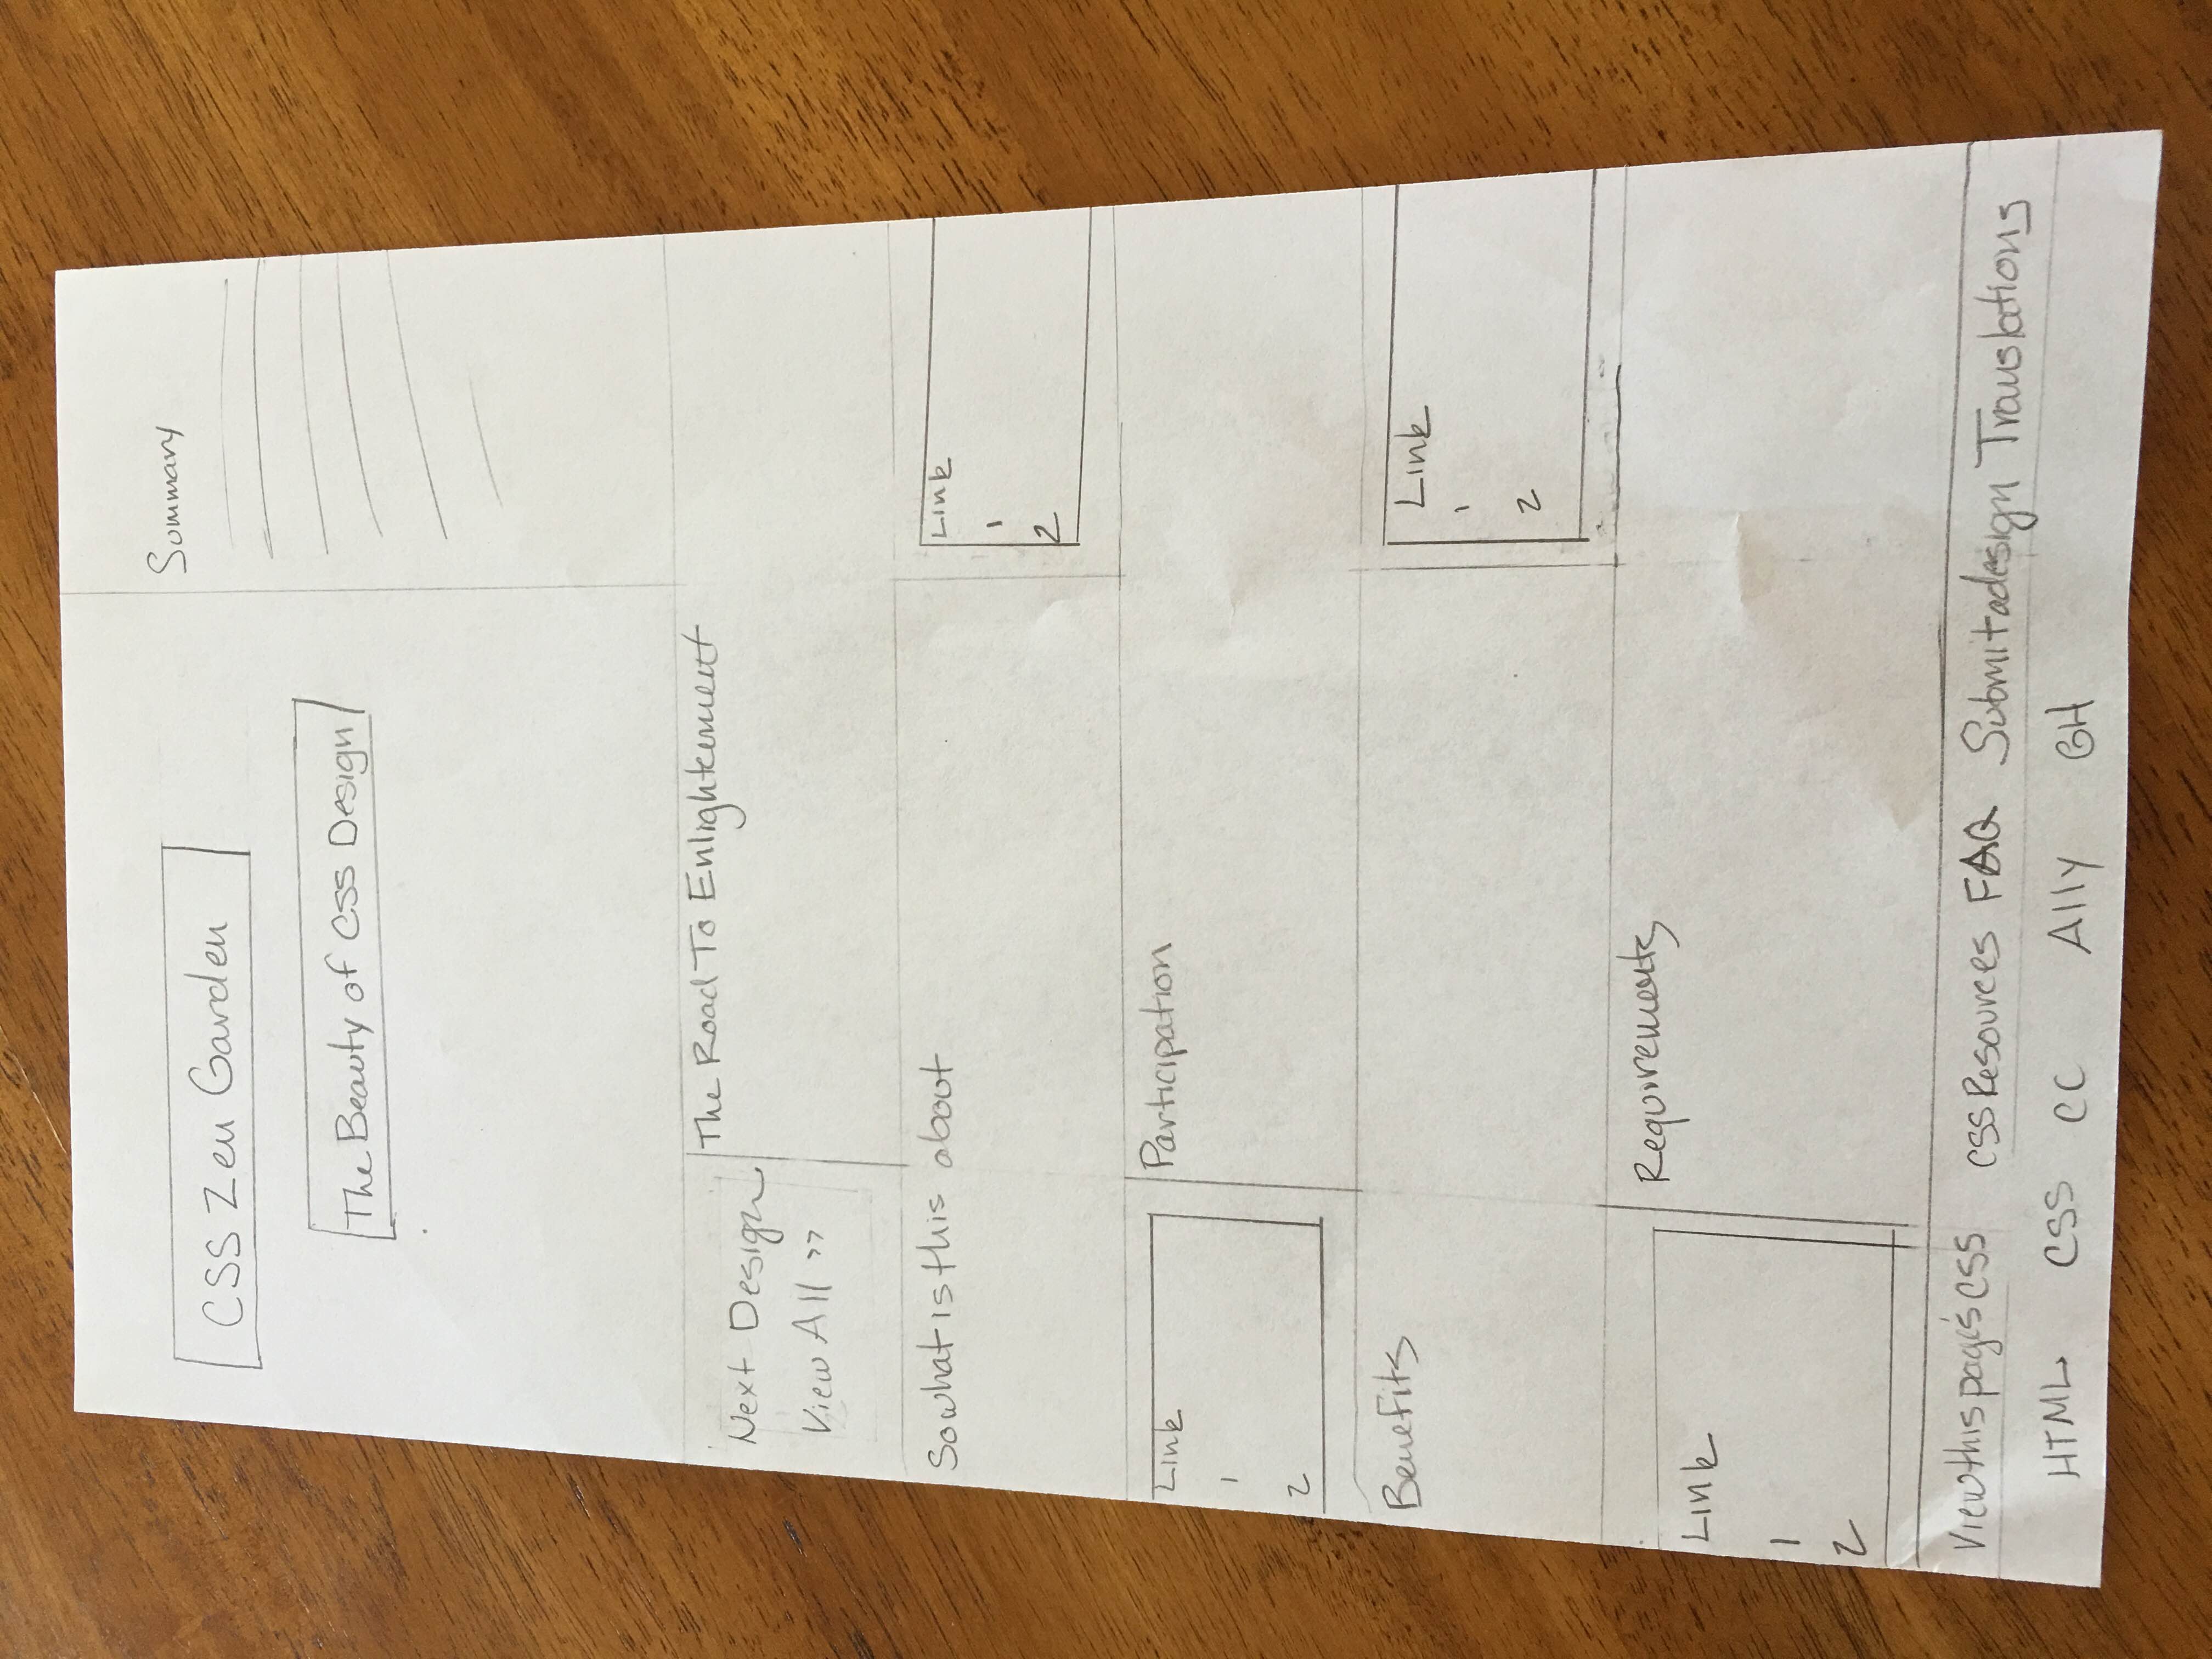 CSS Zen Garden
The Beauty of CSS Design
Summary
Next Design
View All >>
The Road To Enlightenment
So what is this about
Link
1
2
Link
1
2
Participation
Benefits
Link
1
2
Link
1
2
Requirements
View this page's CSS CSS Resources FAQ Submit a design Translations
HTML CSS CC A11y GH